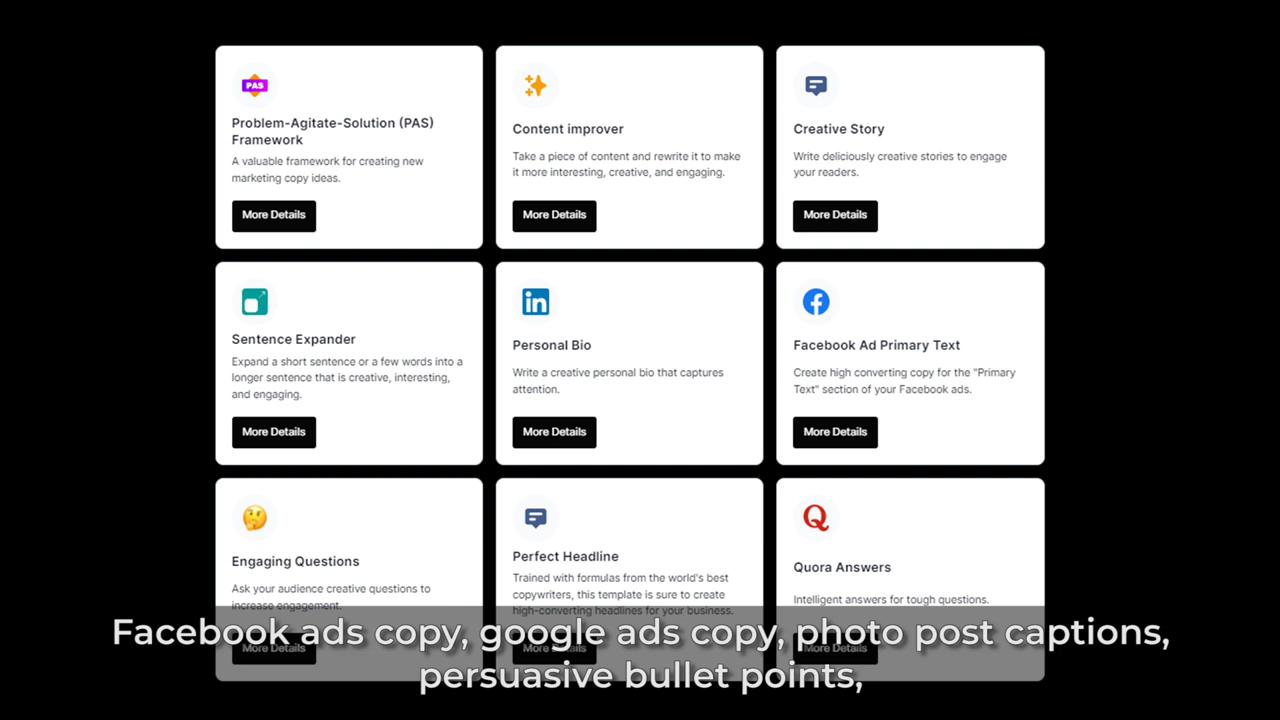 PAS
Problem-Agitate-Solution (PAS)
Framework
A valuable framework for creating new
marketing copy ideas.
More Details
Content improver
Take a piece of content and rewrite it to make
it more interesting, creative, and engaging.
More Details
Creative Story
Write deliciously creative stories to engage
your readers.
More Details
Sentence Expander
Expand a short sentence or a few words into a
longer sentence that is creative, interesting,
and engaging.
More Details
in
Personal Bio
Write a creative personal bio that captures
attention.
More Details
f
Facebook Ad Primary Text
Create high converting copy for the "Primary
Text" section of your Facebook ads.
More Details
Engaging Questions
Ask your audience creative questions to
increase engagement.
More Details
Perfect Headline
Trained with formulas from the world's best
copywriters, this template is sure to create
high-converting headlines for your business.
More Details
Q
Quora Answers
Intelligent answers for tough questions.
More Details
Facebook ads copy, google ads copy, photo post captions,
persuasive bullet points,